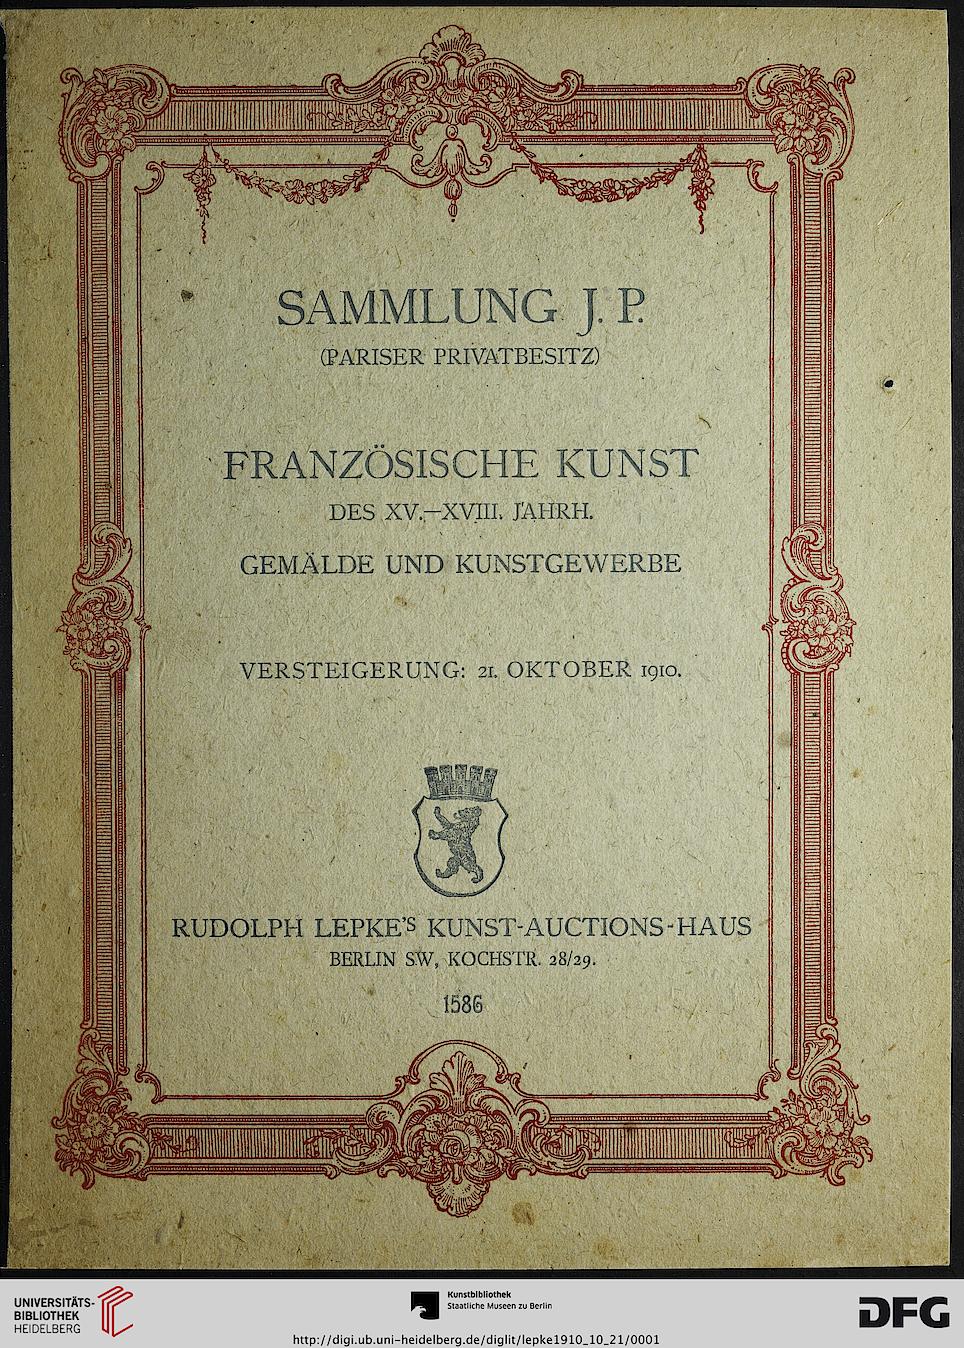 SAMMLUNG J. P.
(PARISER PRIVATBESITZ)
FRANZÖSISCHE KUNST
DES XV.—XVIII. JAHRH.
GEMÄLDE UND KUNSTGEWERBE
VERSTEIGERUNG: 21. OKTOBER 1910.
RUDOLPH LEPKE'S KUNST-AUCTIONS-HAUS
BERLIN SW, KOCHSTR. 28/29.
1586
UNIVERSITÄTS-
BIBLIOTHEK
HEIDELBERG
Kunstbibliothek
Staatliche Museen zu Berlin
http://digi.ub.uni-heidelberg.de/diglit/lepke1910_10_21/0001
DFG